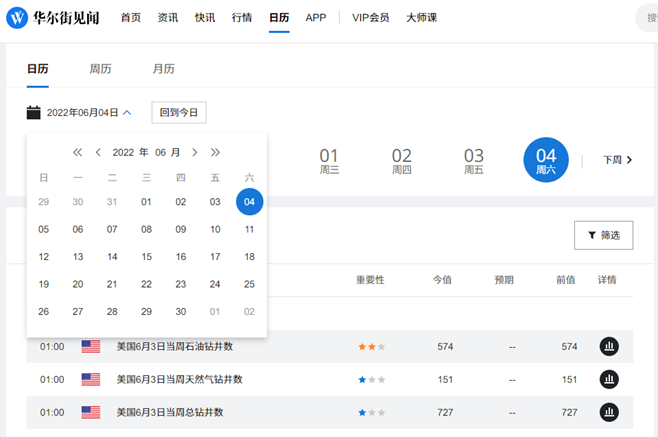 华尔街见闻 首页 资讯 快讯 行情 日历 APP VIP会员 大师课
日历 周历 月历
2022年06月04日 回到今日
2022 年 06 月
日 一 二 三 四 五 六
29 30 31 01 02 03 04
05 06 07 08 09 10 11
12 13 14 15 16 17 18
19 20 21 22 23 24 25
26 27 28 29 30 01 02
01 02 03 04
周三 周四 周五 周六
下周
筛选
重要性 今值 预期 前值 详情
01:00 美国6月3日当周石油钻井数 574 -- 574
01:00 美国6月3日当周天然气钻井数 151 -- 151
01:00 美国6月3日当周总钻井数 727 -- 727